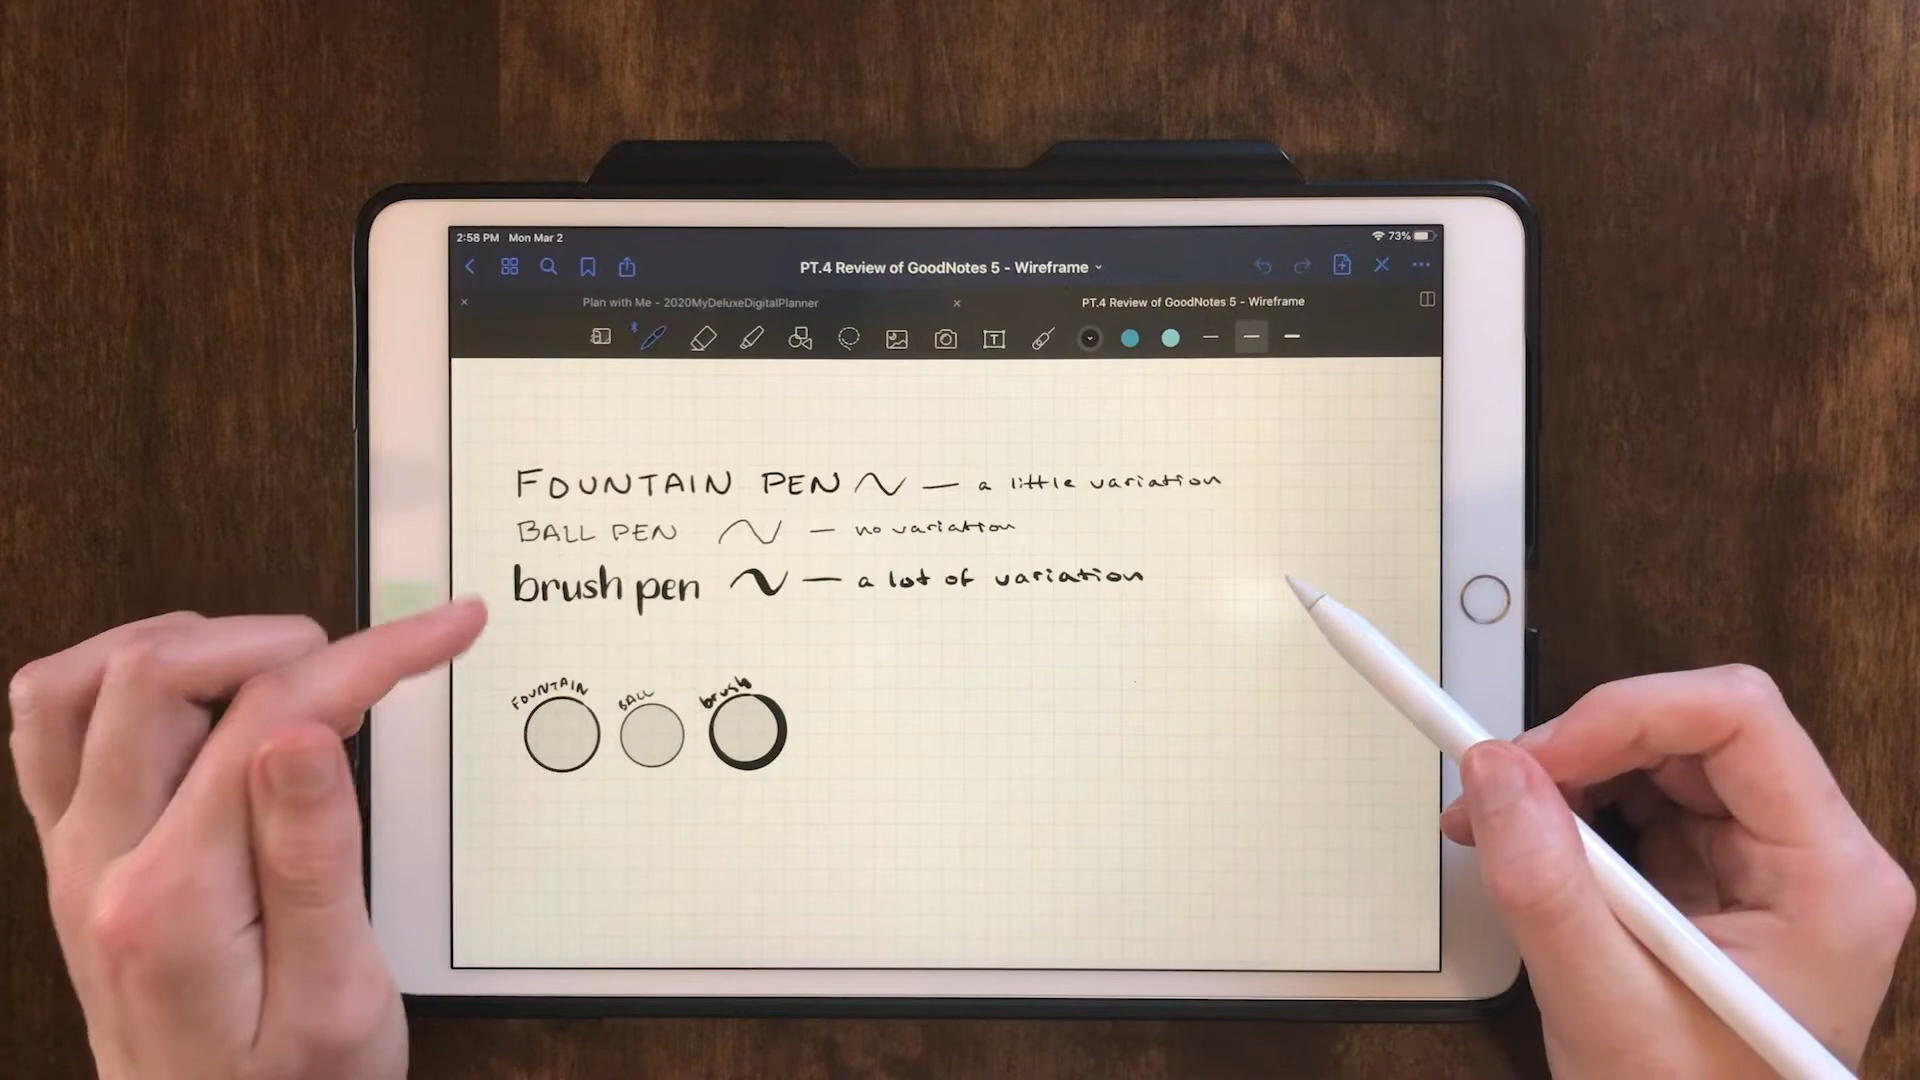 2:58 PM Mon Mar 2 73%
PT.4 Review of GoodNotes 5 - Wireframe
Plan with Me - 2020MyDeluxeDigitalPlanner PT.4 Review of GoodNotes 5 - Wireframe
T
FOUNTAIN PEN — a little variation
BALL PEN — no variation
brush pen — a lot of variation
FOUNTAIN BALL brush